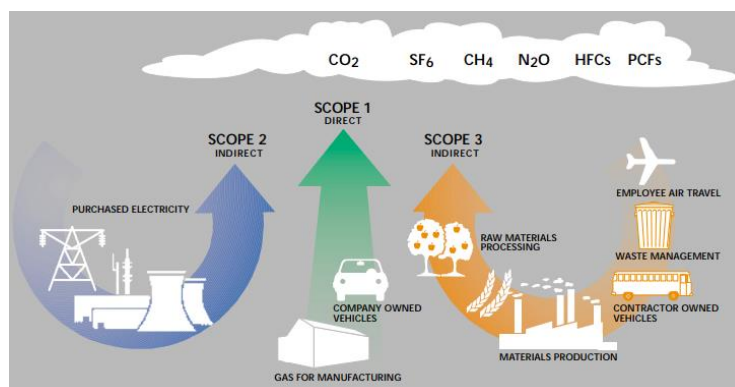 CO2 SF6 CH4 N2O HFCs PCFs
SCOPE 1
DIRECT
SCOPE 2
INDIRECT
SCOPE 3
INDIRECT
PURCHASED ELECTRICITY
COMPANY OWNED
VEHICLES
GAS FOR MANUFACTURING
RAW MATERIALS
PROCESSING
MATERIALS PRODUCTION
EMPLOYEE AIR TRAVEL
WASTE MANAGEMENT
CONTRACTOR OWNED
VEHICLES